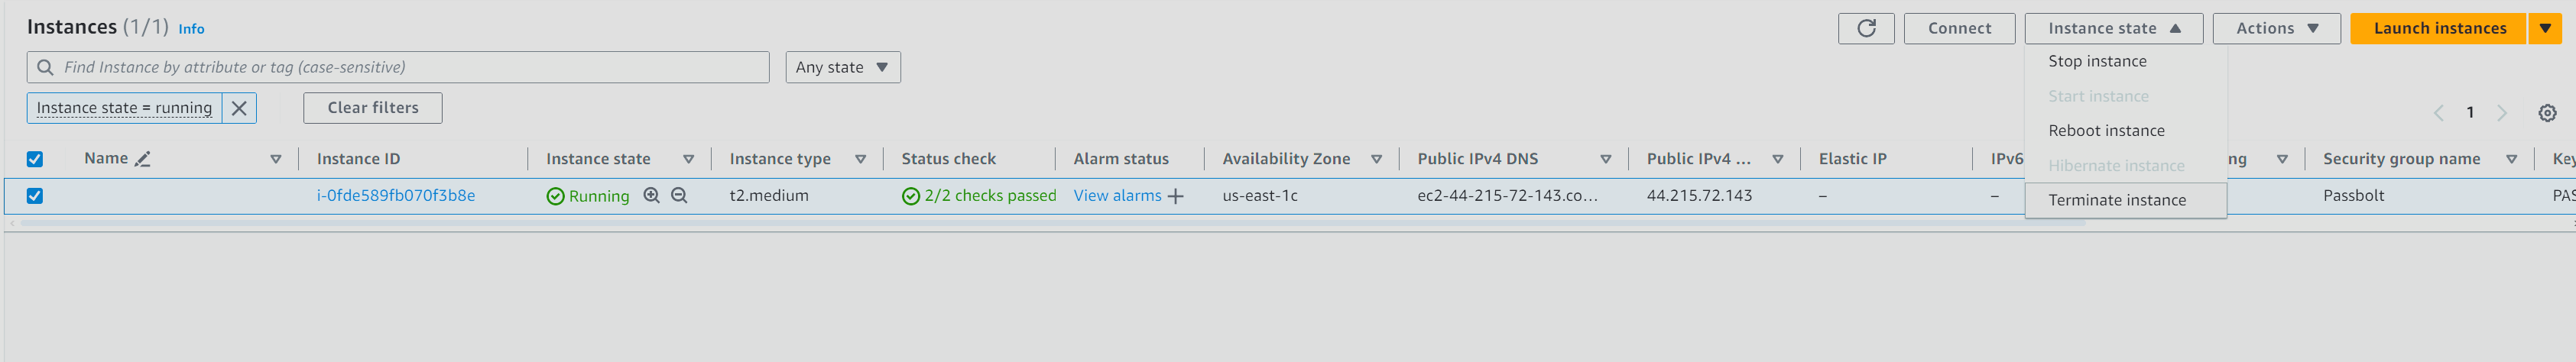 Instances (1/1) Info
Connect Instance state Actions Launch instances
Find Instance by attribute or tag (case-sensitive) Any state
Stop instance
Start instance
Instance state = running Clear filters
1
Reboot instance
Name Instance ID Instance state Instance type Status check Alarm status Availability Zone Public IPv4 DNS Public IPv4 ... Elastic IP IPv6 ng Security group name Key
Hibernate instance
i-0fde589fb070f3b8e Running t2.medium 2/2 checks passed View alarms + us-east-1c ec2-44-215-72-143.co... 44.215.72.143 – – Passbolt PAS
Terminate instance